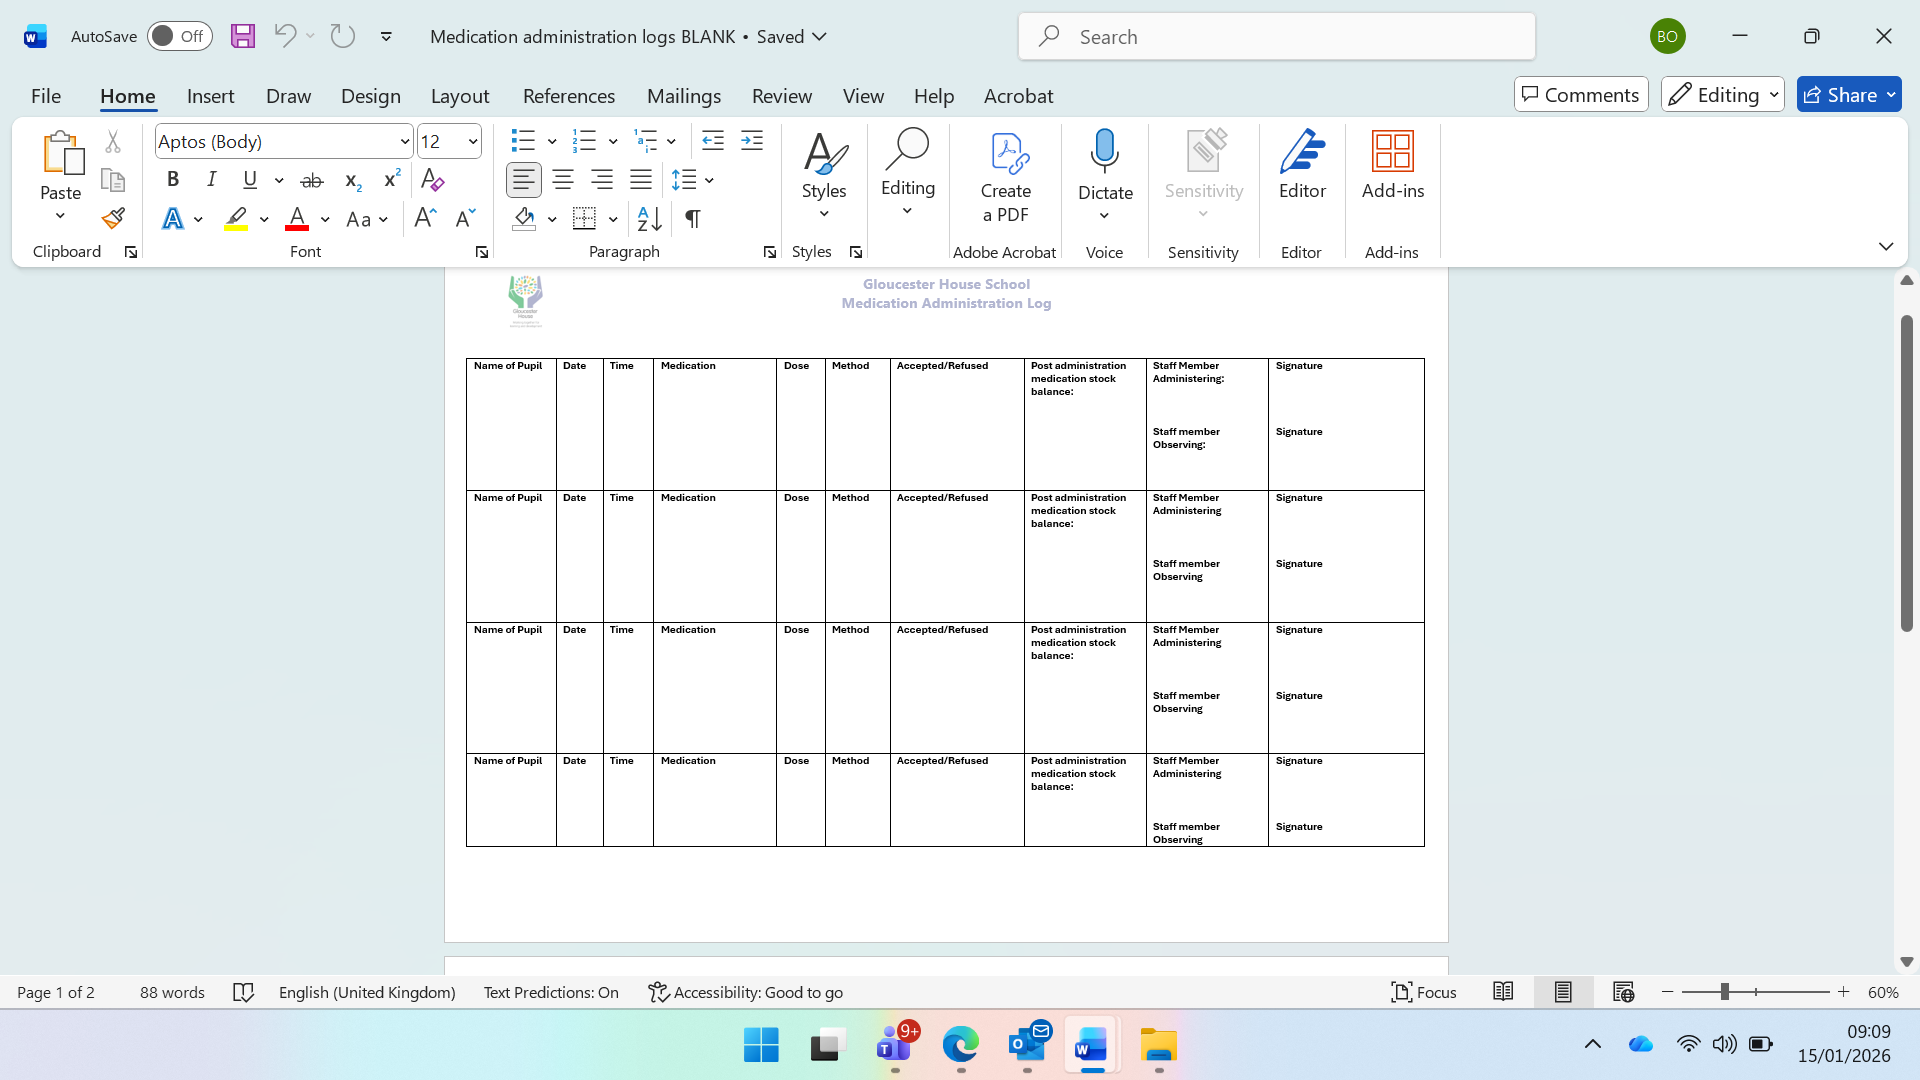 AutoSave Off Medication administration logs BLANK • Saved Search BO
File Home Insert Draw Design Layout References Mailings Review View Help Acrobat Comments Editing Share
Aptos (Body) 12
Paste Styles Editing Create a PDF Dictate Sensitivity Editor Add-ins
Clipboard Font Paragraph Styles Adobe Acrobat Voice Sensitivity Editor Add-ins
Gloucester House School
Medication Administration Log
Gloucester
House
Name of Pupil Date Time Medication Dose Method Accepted/Refused Post administration medication stock balance: Staff Member Administering: Signature
Staff member Observing: Signature
Name of Pupil Date Time Medication Dose Method Accepted/Refused Post administration medication stock balance: Staff Member Administering Signature
Staff member Observing Signature
Name of Pupil Date Time Medication Dose Method Accepted/Refused Post administration medication stock balance: Staff Member Administering Signature
Staff member Observing Signature
Name of Pupil Date Time Medication Dose Method Accepted/Refused Post administration medication stock balance: Staff Member Administering Signature
Staff member Observing Signature
Page 1 of 2 88 words English (United Kingdom) Text Predictions: On Accessibility: Good to go Focus 60%
9+
09:09
15/01/2026